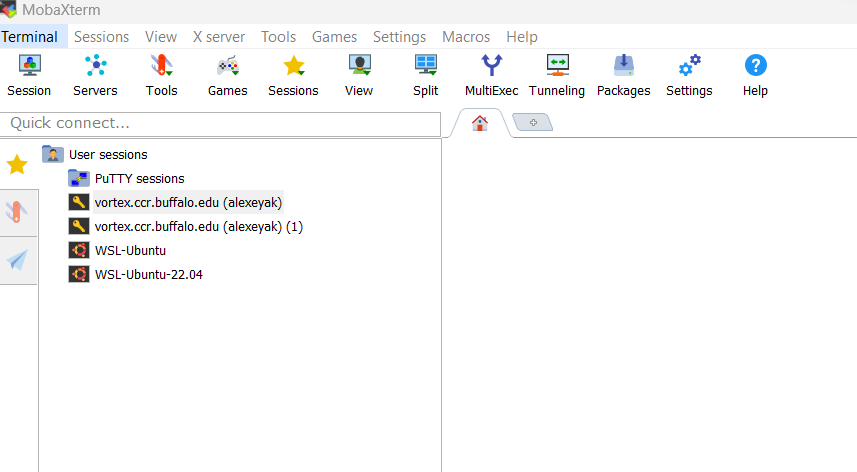 MobaXterm
Terminal Sessions View X server Tools Games Settings Macros Help
Session Servers Tools Games Sessions View Split MultiExec Tunneling Packages Settings Help
Quick connect...
User sessions
PuTTY sessions
vortex.ccr.buffalo.edu (alexeyak)
vortex.ccr.buffalo.edu (alexeyak) (1)
WSL-Ubuntu
WSL-Ubuntu-22.04